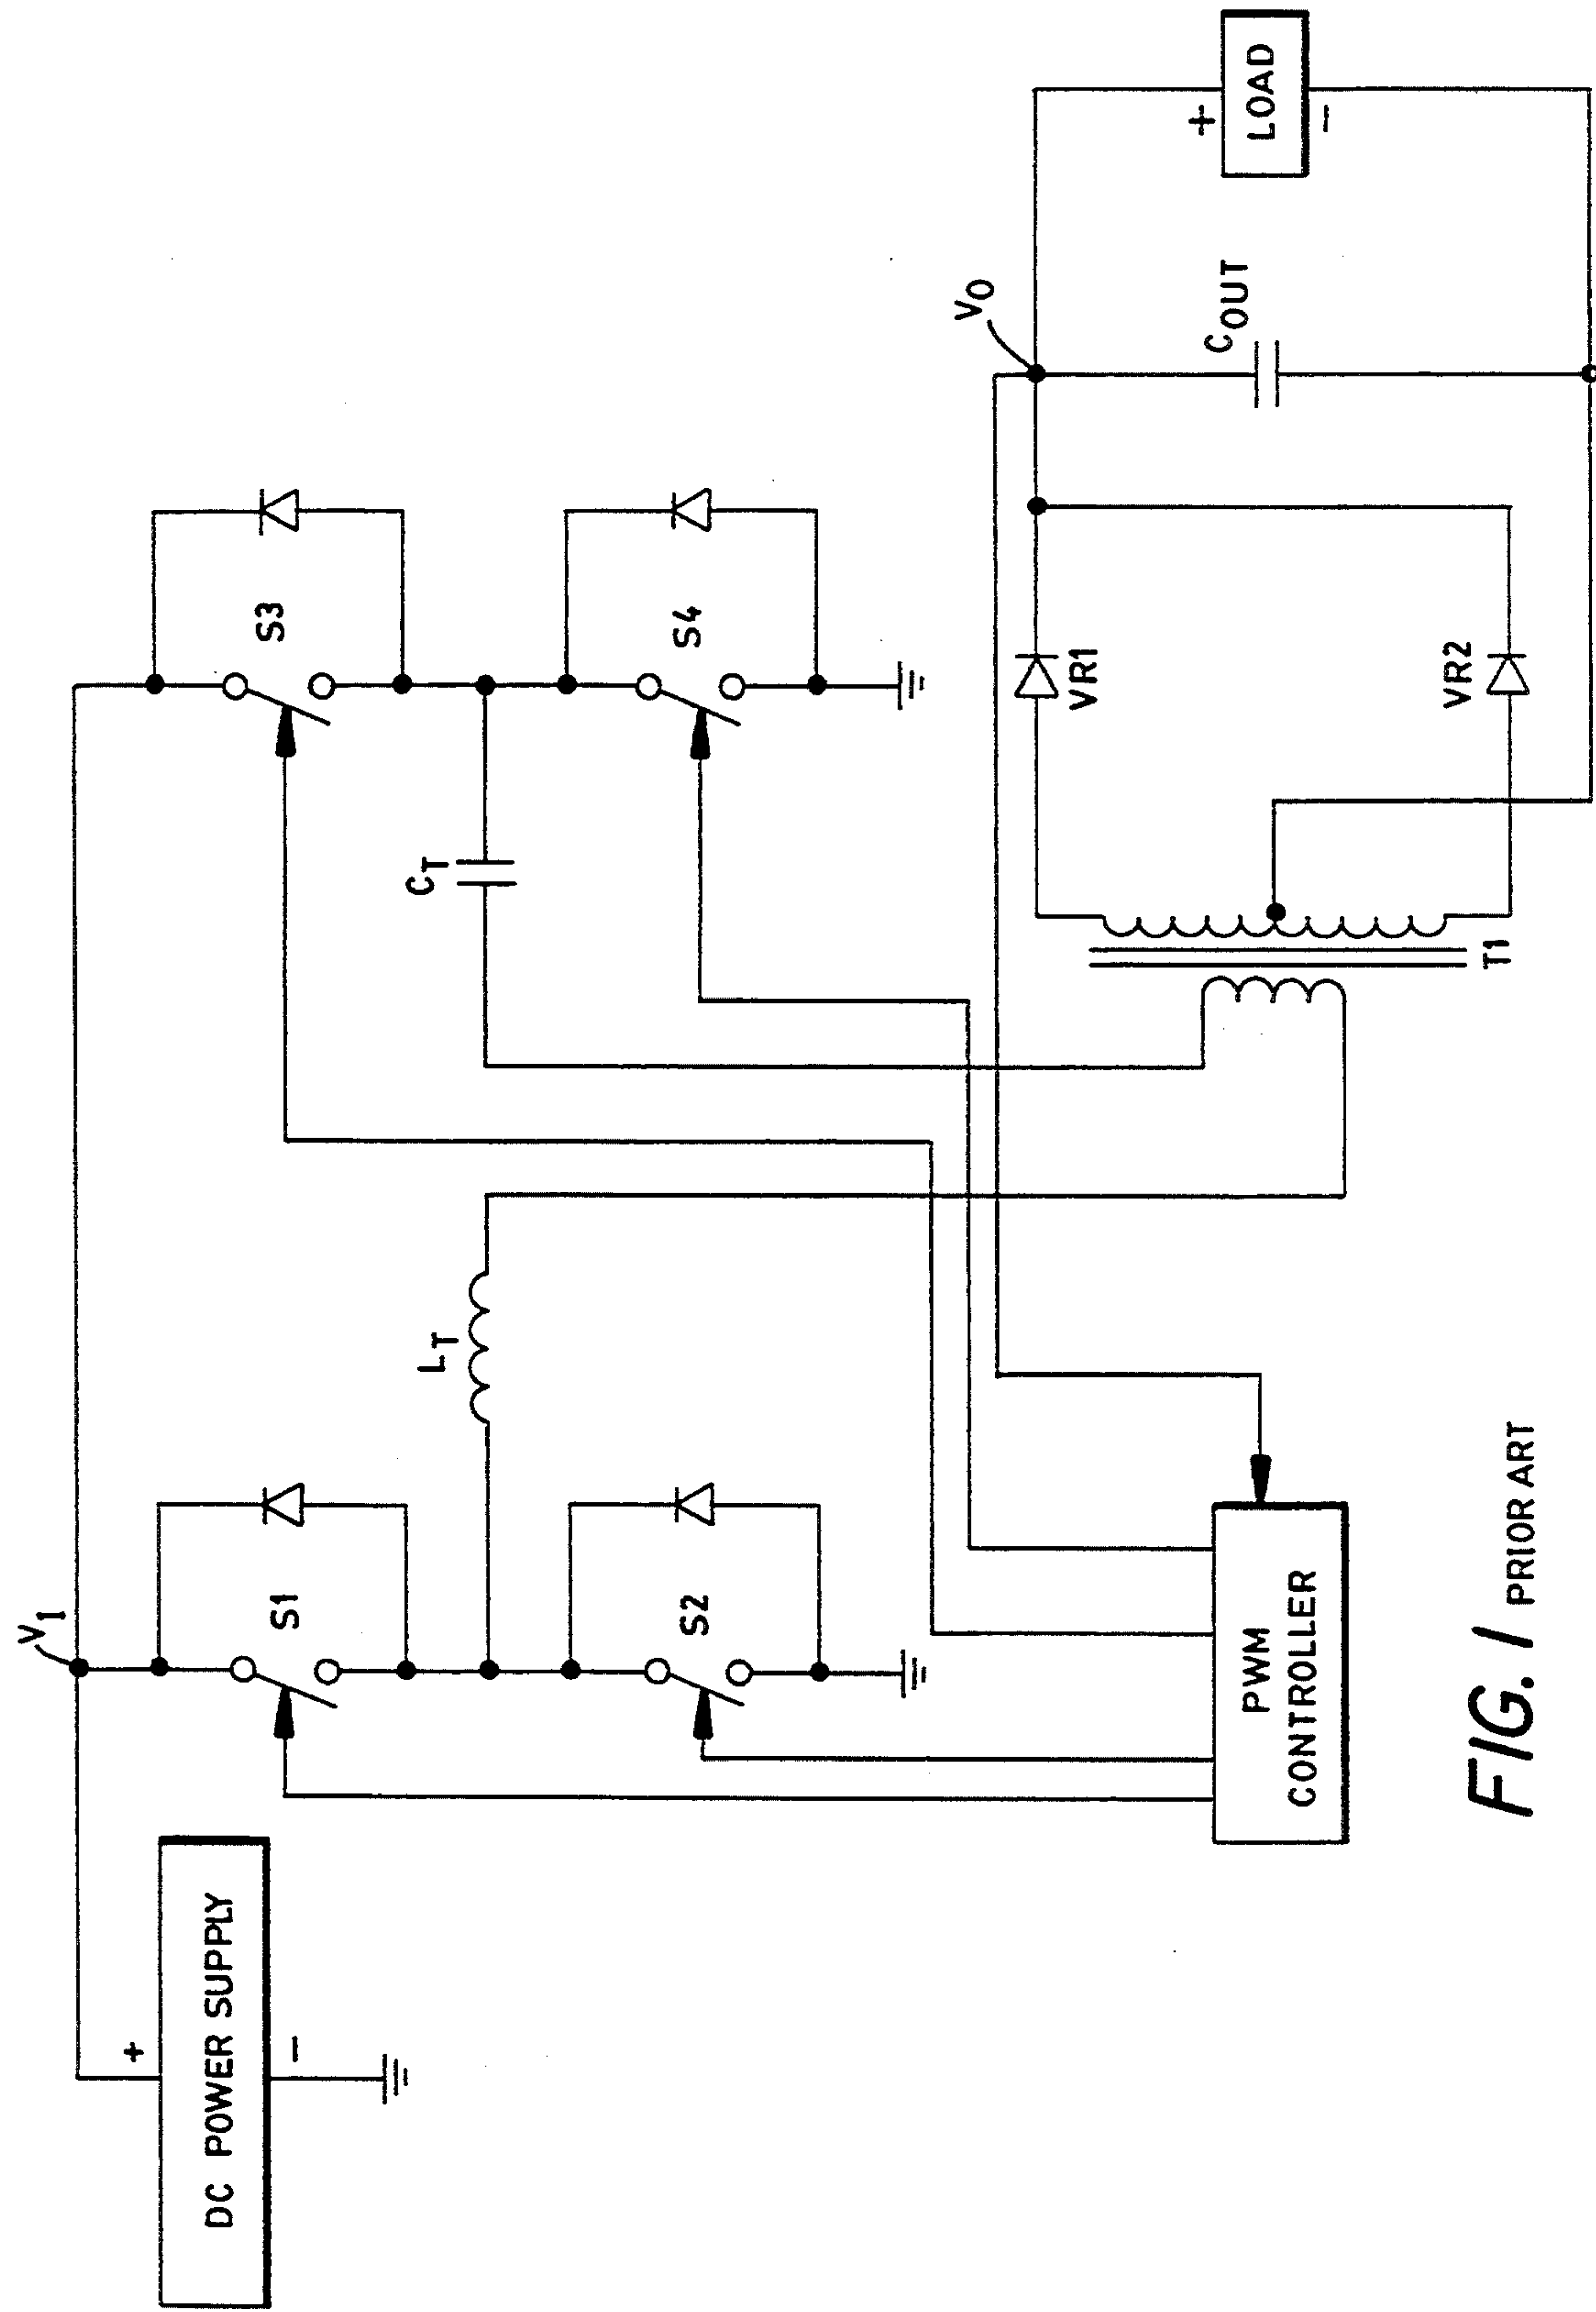 V1
S1
S3
+
DC POWER SUPPLY
−
LT
CT
S2
S4
VO
+
LOAD
−
VR1
COUT
PWM
CONTROLLER
VR2
T1
FIG. 1 PRIOR ART